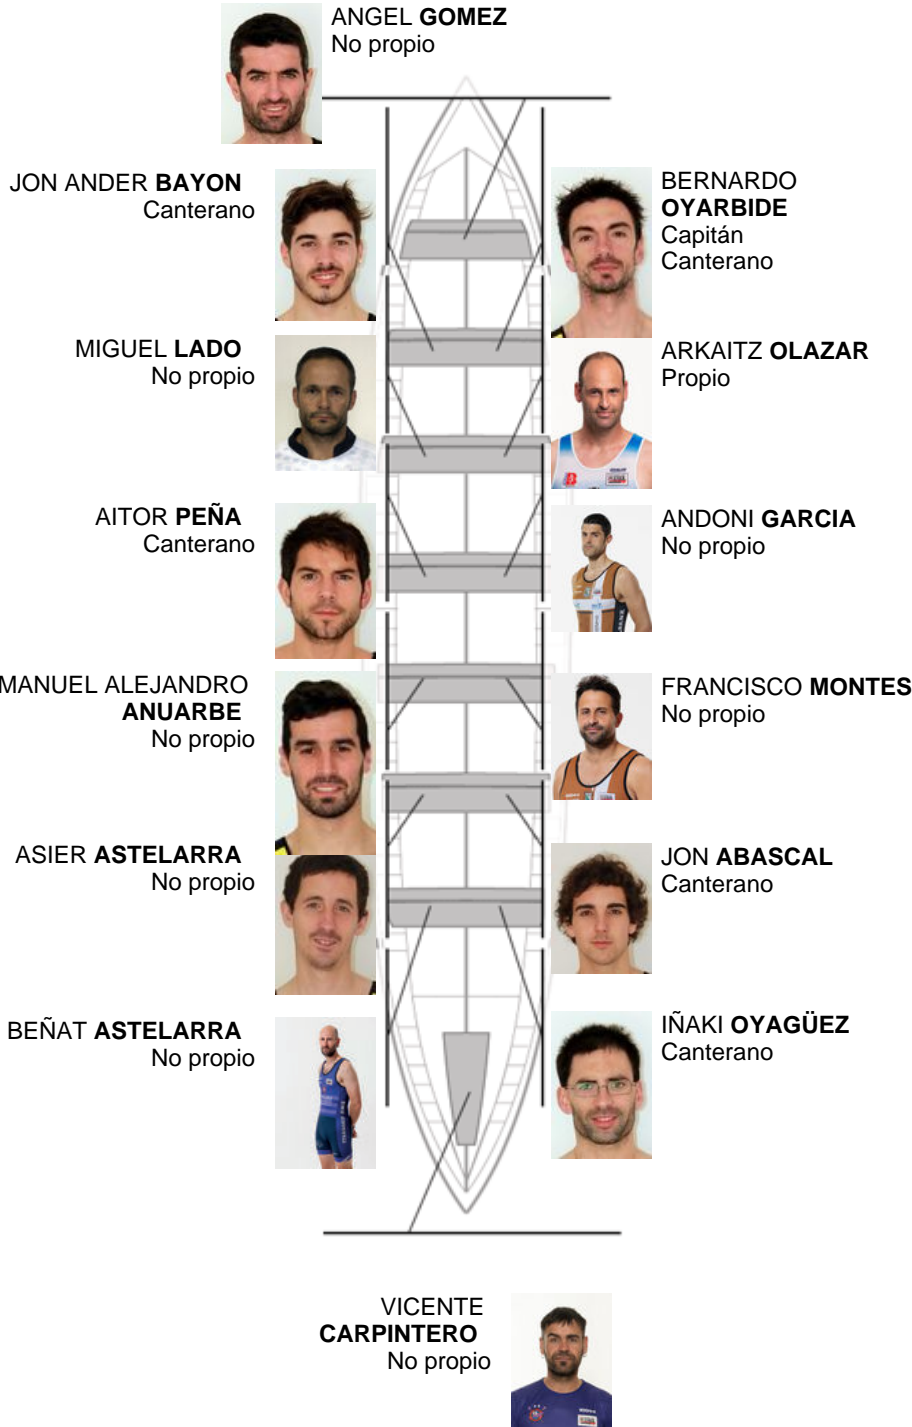 ANGEL GOMEZ
No propio
JON ANDER BAYON
Canterano
BERNARDO
OYARBIDE
Capitán
Canterano
MIGUEL LADO
No propio
ARKAITZ OLAZAR
Propio
AITOR PEÑA
Canterano
ANDONI GARCIA
No propio
MANUEL ALEJANDRO
ANUARBE
No propio
FRANCISCO MONTES
No propio
ASIER ASTELARRA
No propio
JON ABASCAL
Canterano
BEÑAT ASTELARRA
No propio
IÑAKI OYAGÜEZ
Canterano
VICENTE
CARPINTERO
No propio